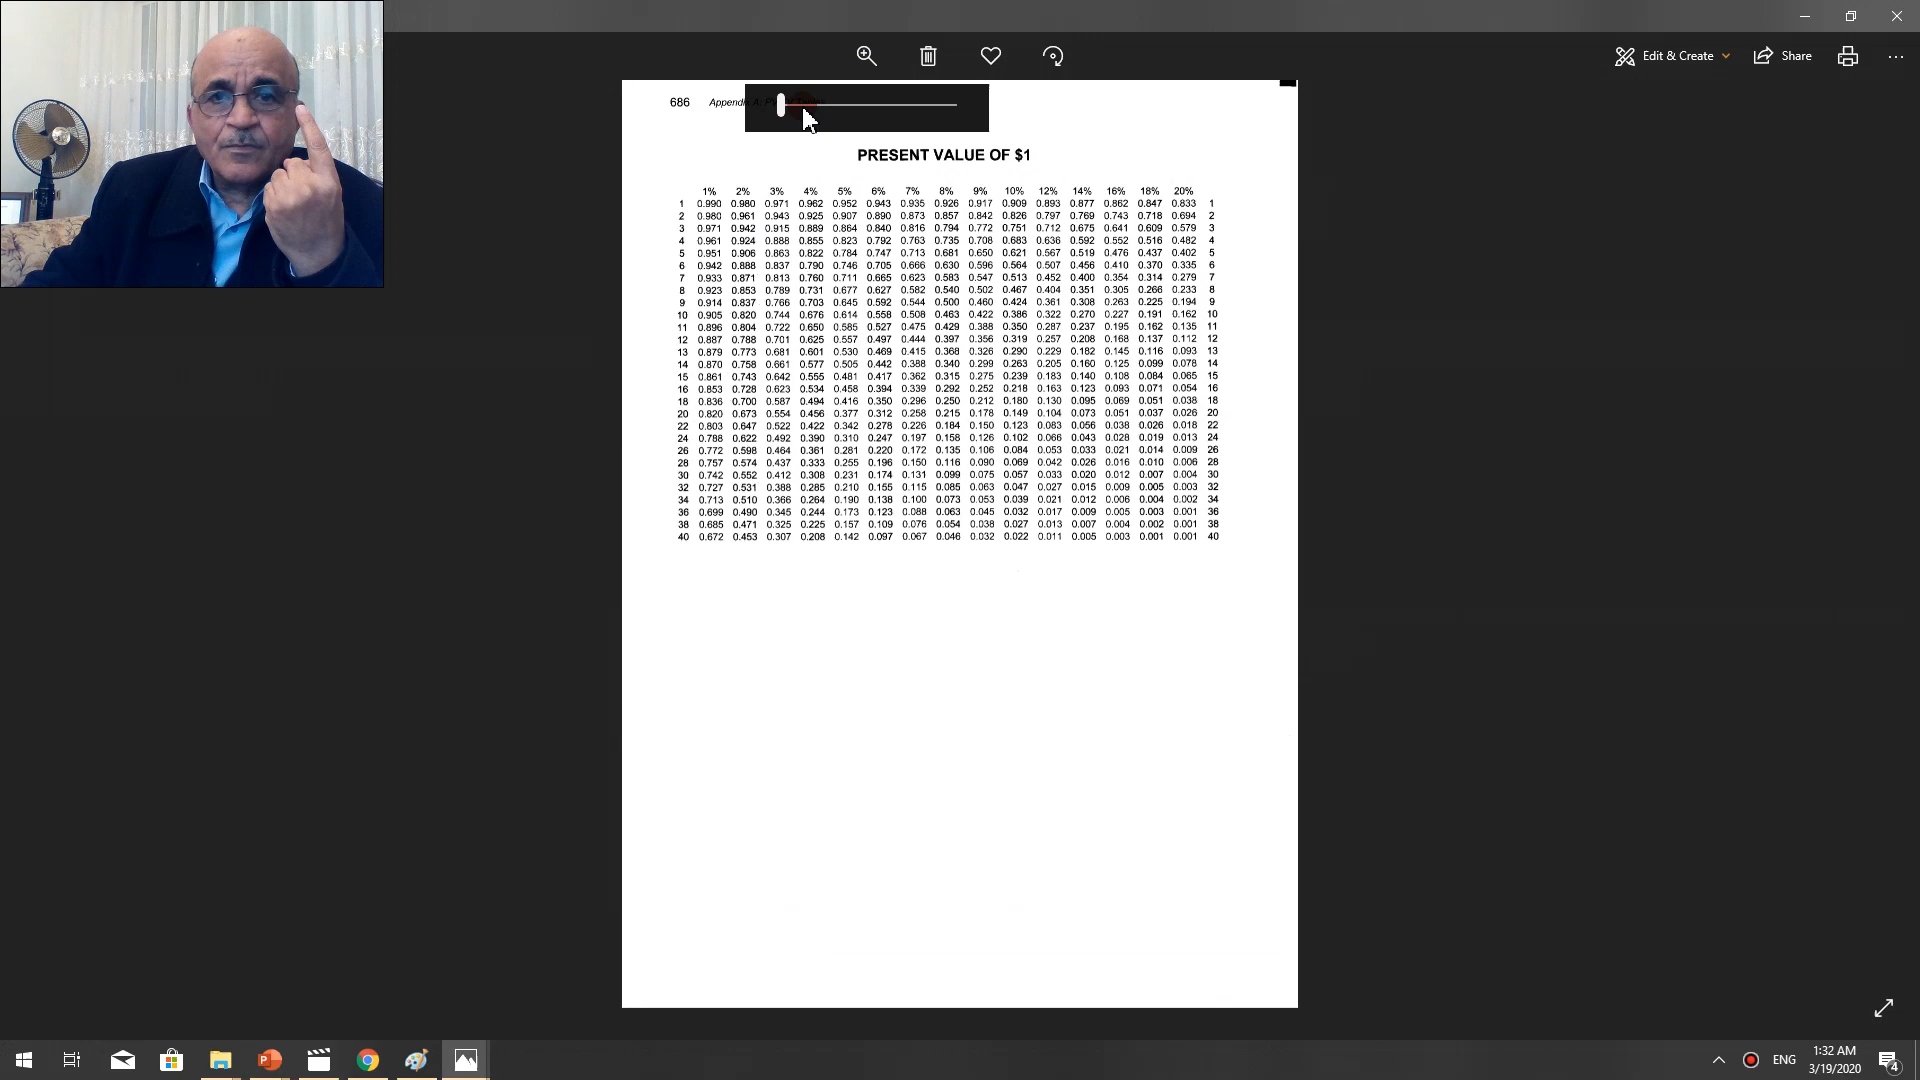 Edit & Create
Share
686 Appendix
PRESENT VALUE OF $1
1% 2% 3% 4% 5% 6% 7% 8% 9% 10% 12% 14% 16% 18% 20%
1 0.990 0.980 0.971 0.962 0.952 0.943 0.935 0.926 0.917 0.909 0.893 0.877 0.862 0.847 0.833 1
2 0.980 0.961 0.943 0.925 0.907 0.890 0.873 0.857 0.842 0.826 0.797 0.769 0.743 0.718 0.694 2
3 0.971 0.942 0.915 0.889 0.864 0.840 0.816 0.794 0.772 0.751 0.712 0.675 0.641 0.609 0.579 3
4 0.961 0.924 0.888 0.855 0.823 0.792 0.763 0.735 0.708 0.683 0.636 0.592 0.552 0.516 0.482 4
5 0.951 0.906 0.863 0.822 0.784 0.747 0.713 0.681 0.650 0.621 0.567 0.519 0.476 0.437 0.402 5
6 0.942 0.888 0.837 0.790 0.746 0.705 0.666 0.630 0.596 0.564 0.507 0.456 0.410 0.370 0.335 6
7 0.933 0.871 0.813 0.760 0.711 0.665 0.623 0.583 0.547 0.513 0.452 0.400 0.354 0.314 0.279 7
8 0.923 0.853 0.789 0.731 0.677 0.627 0.582 0.540 0.502 0.467 0.404 0.351 0.305 0.266 0.233 8
9 0.914 0.837 0.766 0.703 0.645 0.592 0.544 0.500 0.460 0.424 0.361 0.308 0.263 0.225 0.194 9
10 0.905 0.820 0.744 0.676 0.614 0.558 0.508 0.463 0.422 0.386 0.322 0.270 0.227 0.191 0.162 10
11 0.896 0.804 0.722 0.650 0.585 0.527 0.475 0.429 0.388 0.350 0.287 0.237 0.195 0.162 0.135 11
12 0.887 0.788 0.701 0.625 0.557 0.497 0.444 0.397 0.356 0.319 0.257 0.208 0.168 0.137 0.112 12
13 0.879 0.773 0.681 0.601 0.530 0.469 0.415 0.368 0.326 0.290 0.229 0.182 0.145 0.116 0.093 13
14 0.870 0.758 0.661 0.577 0.505 0.442 0.388 0.340 0.299 0.263 0.205 0.160 0.125 0.099 0.078 14
15 0.861 0.743 0.642 0.555 0.481 0.417 0.362 0.315 0.275 0.239 0.183 0.140 0.108 0.084 0.065 15
16 0.853 0.728 0.623 0.534 0.458 0.394 0.339 0.292 0.252 0.218 0.163 0.123 0.093 0.071 0.054 16
18 0.836 0.700 0.587 0.494 0.416 0.350 0.296 0.250 0.212 0.180 0.130 0.095 0.069 0.051 0.038 18
20 0.820 0.673 0.554 0.456 0.377 0.312 0.258 0.215 0.178 0.149 0.104 0.073 0.051 0.037 0.026 20
22 0.803 0.647 0.522 0.422 0.342 0.278 0.226 0.184 0.150 0.123 0.083 0.056 0.038 0.026 0.018 22
24 0.788 0.622 0.492 0.390 0.310 0.247 0.197 0.158 0.126 0.102 0.066 0.043 0.028 0.019 0.013 24
26 0.772 0.598 0.464 0.361 0.281 0.220 0.172 0.135 0.106 0.084 0.053 0.033 0.021 0.014 0.009 26
28 0.757 0.574 0.437 0.333 0.255 0.196 0.150 0.116 0.090 0.069 0.042 0.026 0.016 0.010 0.006 28
30 0.742 0.552 0.412 0.308 0.231 0.174 0.131 0.099 0.075 0.057 0.033 0.020 0.012 0.007 0.004 30
32 0.727 0.531 0.388 0.285 0.210 0.155 0.115 0.085 0.063 0.047 0.027 0.015 0.009 0.005 0.003 32
34 0.713 0.510 0.366 0.264 0.190 0.138 0.100 0.073 0.053 0.039 0.021 0.012 0.006 0.004 0.002 34
36 0.699 0.490 0.345 0.244 0.173 0.123 0.088 0.063 0.045 0.032 0.017 0.009 0.005 0.003 0.001 36
38 0.685 0.471 0.325 0.225 0.157 0.109 0.076 0.054 0.038 0.027 0.013 0.007 0.004 0.002 0.001 38
40 0.672 0.453 0.307 0.208 0.142 0.097 0.067 0.046 0.032 0.022 0.011 0.005 0.003 0.001 0.001 40
ENG
1:32 AM
3/19/2020
4